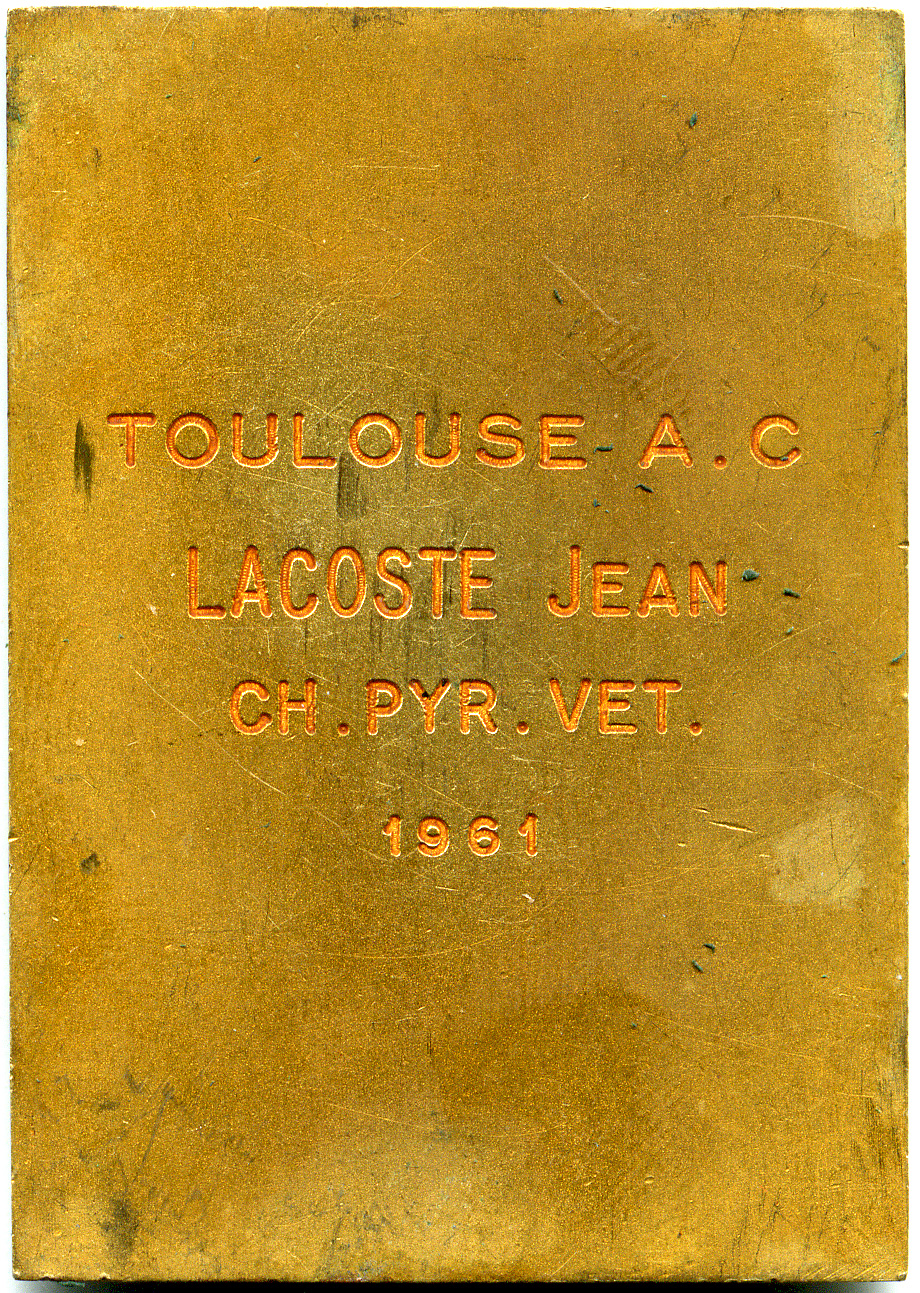 TOULOUSE A.C
LACOSTE JEAN
CH.PYR.VET.
1961